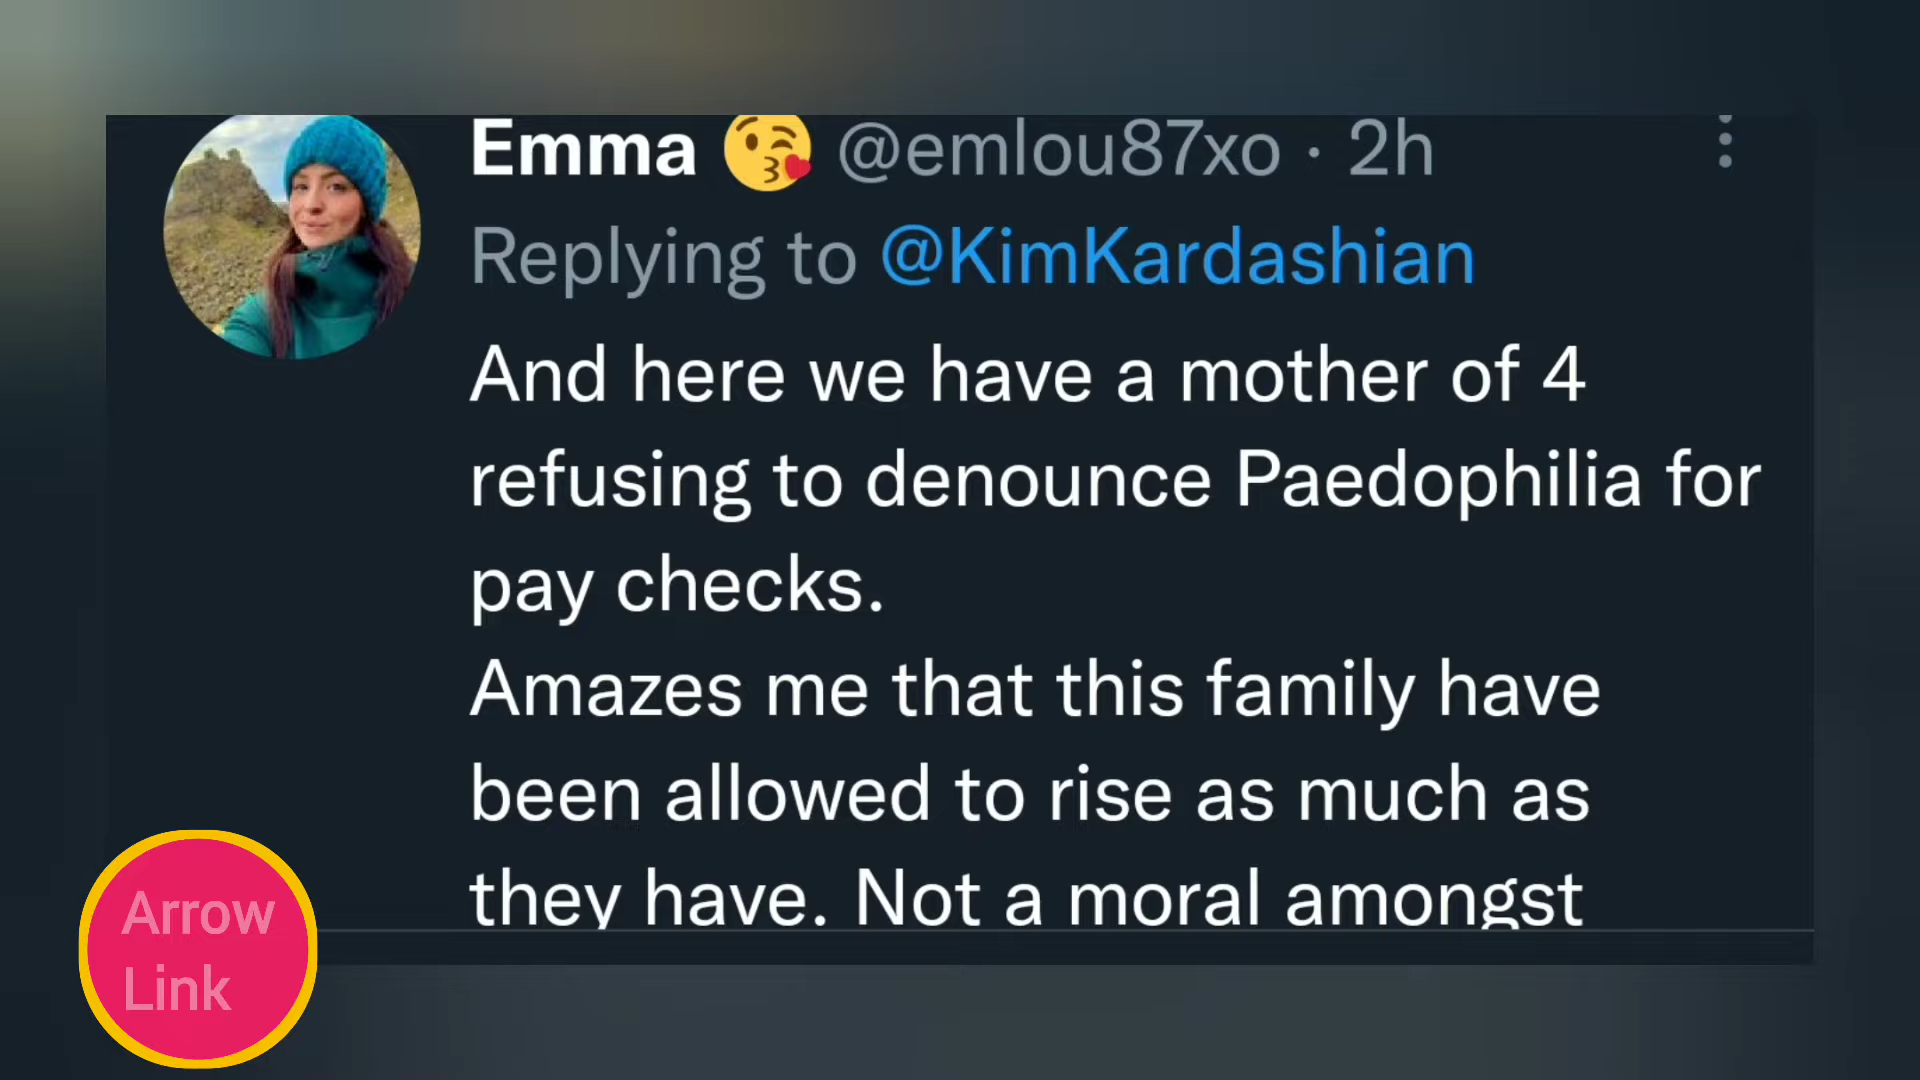 Emma 😘 @emlou87xo · 2h
Replying to @KimKardashian
And here we have a mother of 4
refusing to denounce Paedophilia for
pay checks.
Amazes me that this family have
been allowed to rise as much as
they have. Not a moral amongst
Arrow
Link